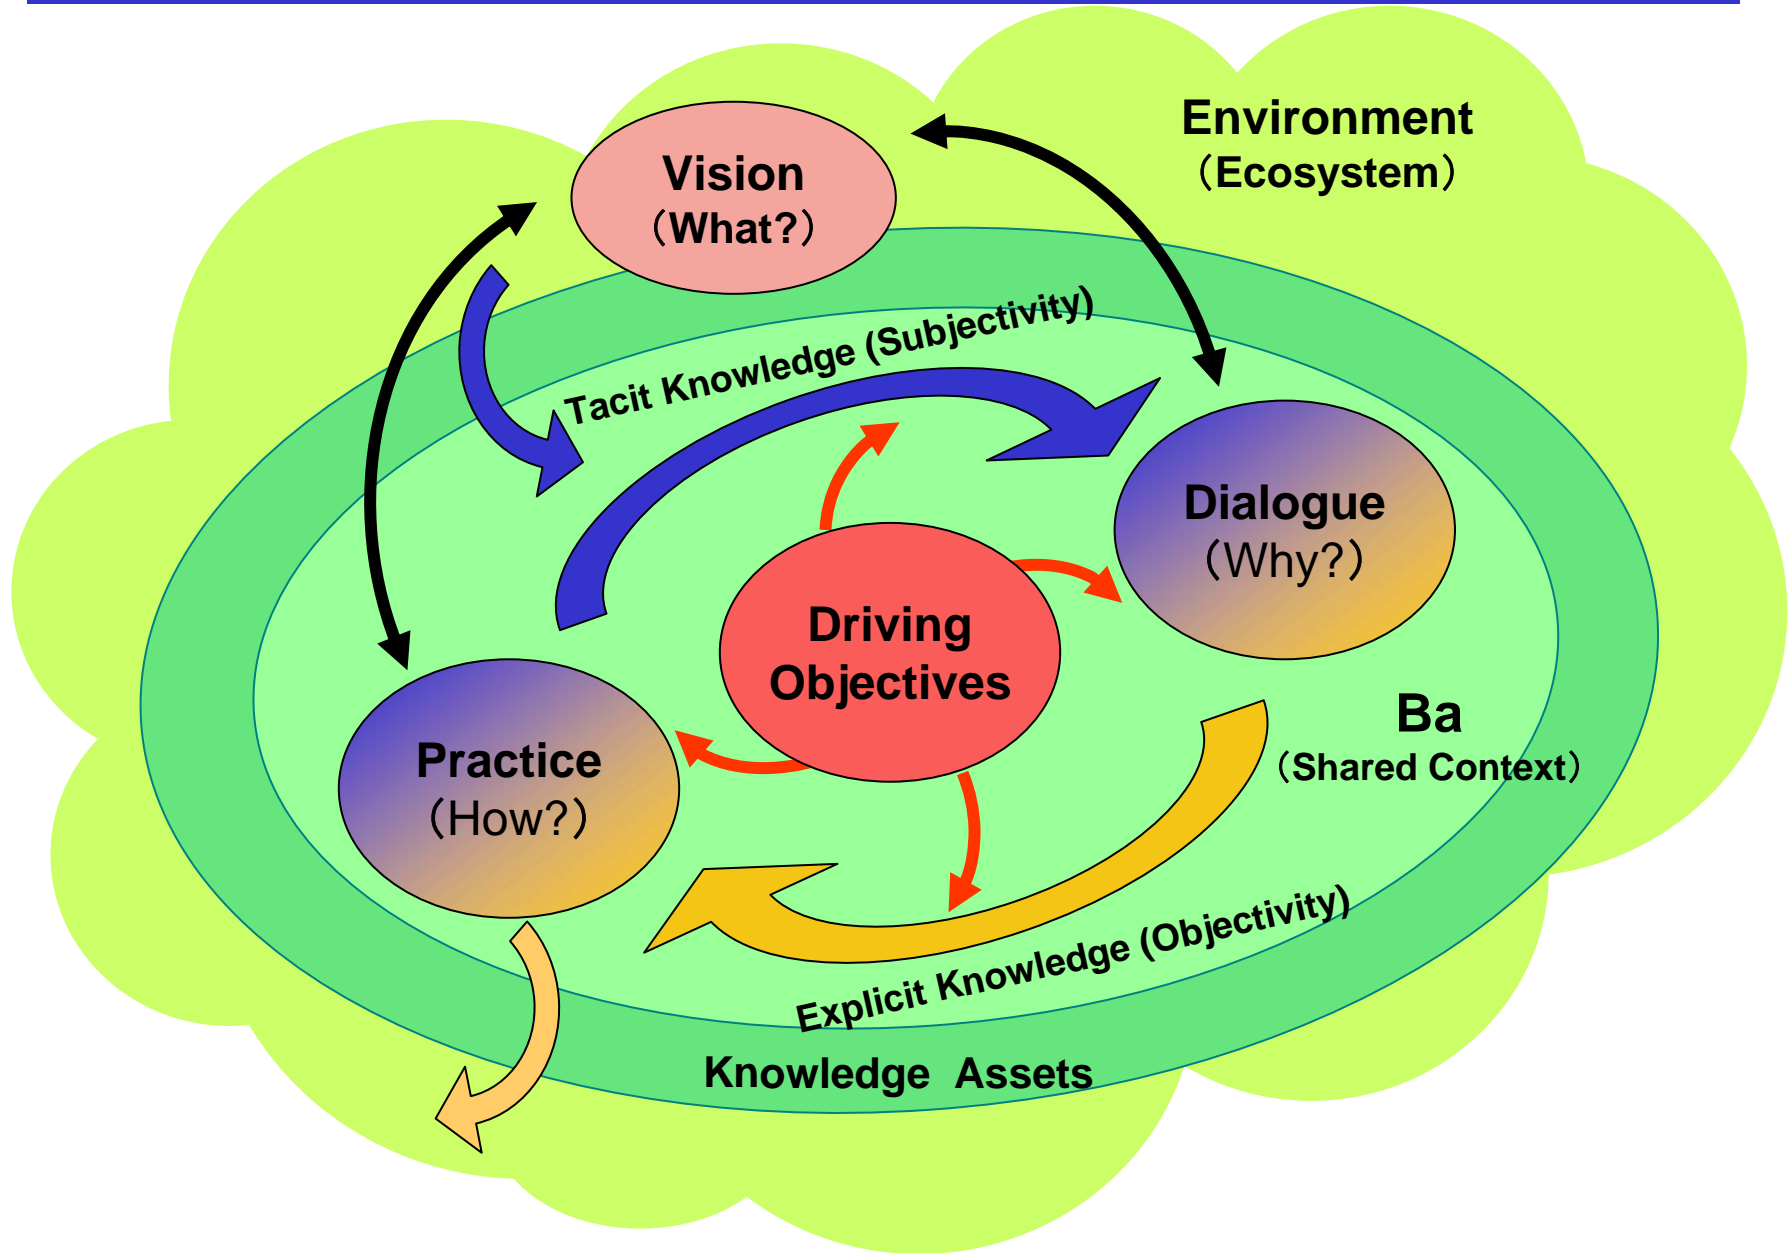 Environment
（Ecosystem）
Vision
（What?）
Tacit Knowledge (Subjectivity)
Dialogue
（Why?）
Driving
Objectives
Ba
（Shared Context）
Practice
（How?）
Explicit Knowledge (Objectivity)
Knowledge Assets